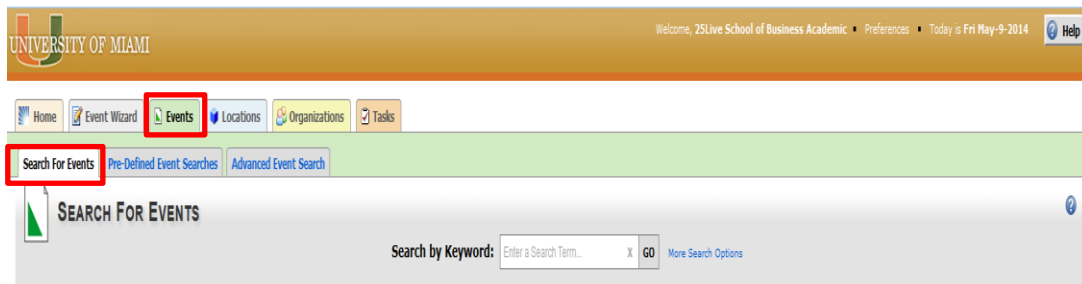 Welcome, 25Live School of Business Academic ▪ Preferences ▪ Today is Fri May-9-2014 Help
UNIVERSITY OF MIAMI
Home Event Wizard Events Locations Organizations Tasks
Search For Events Pre-Defined Event Searches Advanced Event Search
SEARCH FOR EVENTS
Search by Keyword: Enter a Search Term... X GO More Search Options